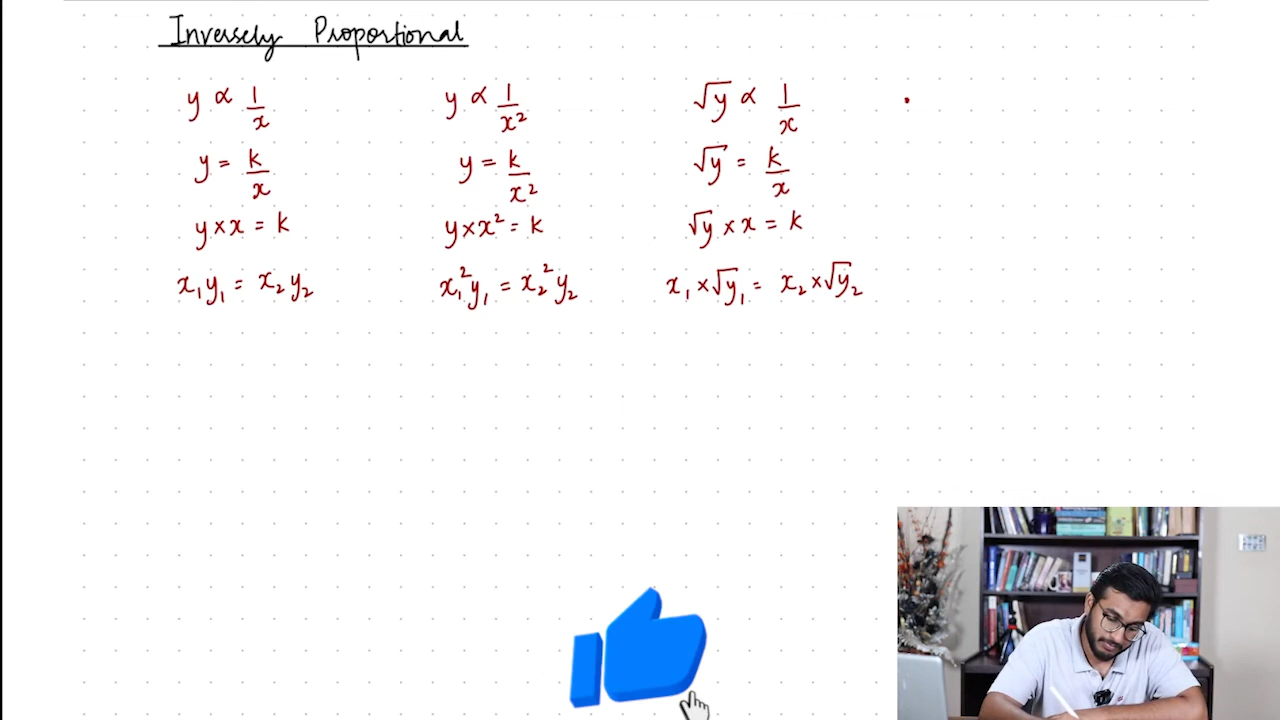 Inversely Proportional
y ∝ 1/x
y = k/x
y × x = k
x₁y₁ = x₂y₂
y ∝ 1/x²
y = k/x²
y × x² = k
x₁²y₁ = x₂²y₂
√y ∝ 1/x
√y = k/x
√y × x = k
x₁ × √y₁ = x₂ × √y₂